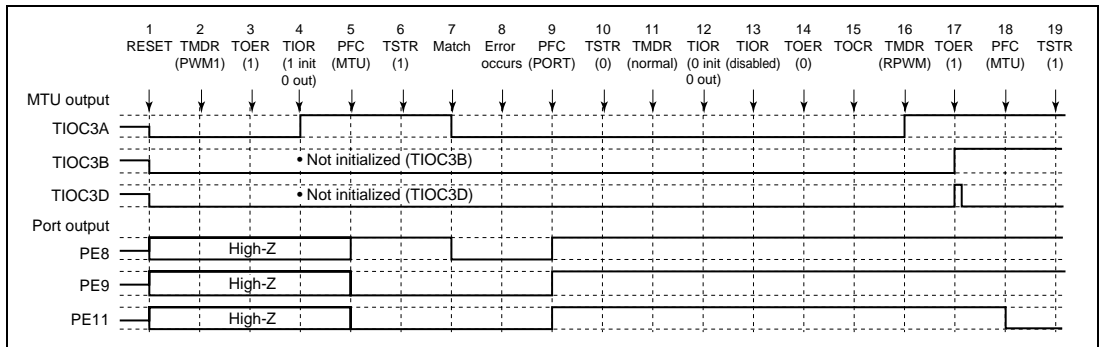 1 2 3 4 5 6 7 8 9 10 11 12 13 14 15 16 17 18 19
RESET TMDR TOER TIOR PFC TSTR Match Error PFC TSTR TMDR TIOR TIOR TOER TOCR TMDR TOER PFC TSTR
(PWM1) (1) (1 init (MTU) (1) occurs (PORT) (0) (normal) (0 init (disabled) (0) (RPWM) (1) (MTU) (1)
0 out) 0 out)
MTU output
TIOC3A
TIOC3B • Not initialized (TIOC3B)
TIOC3D • Not initialized (TIOC3D)
Port output
PE8 High-Z
PE9 High-Z
PE11 High-Z